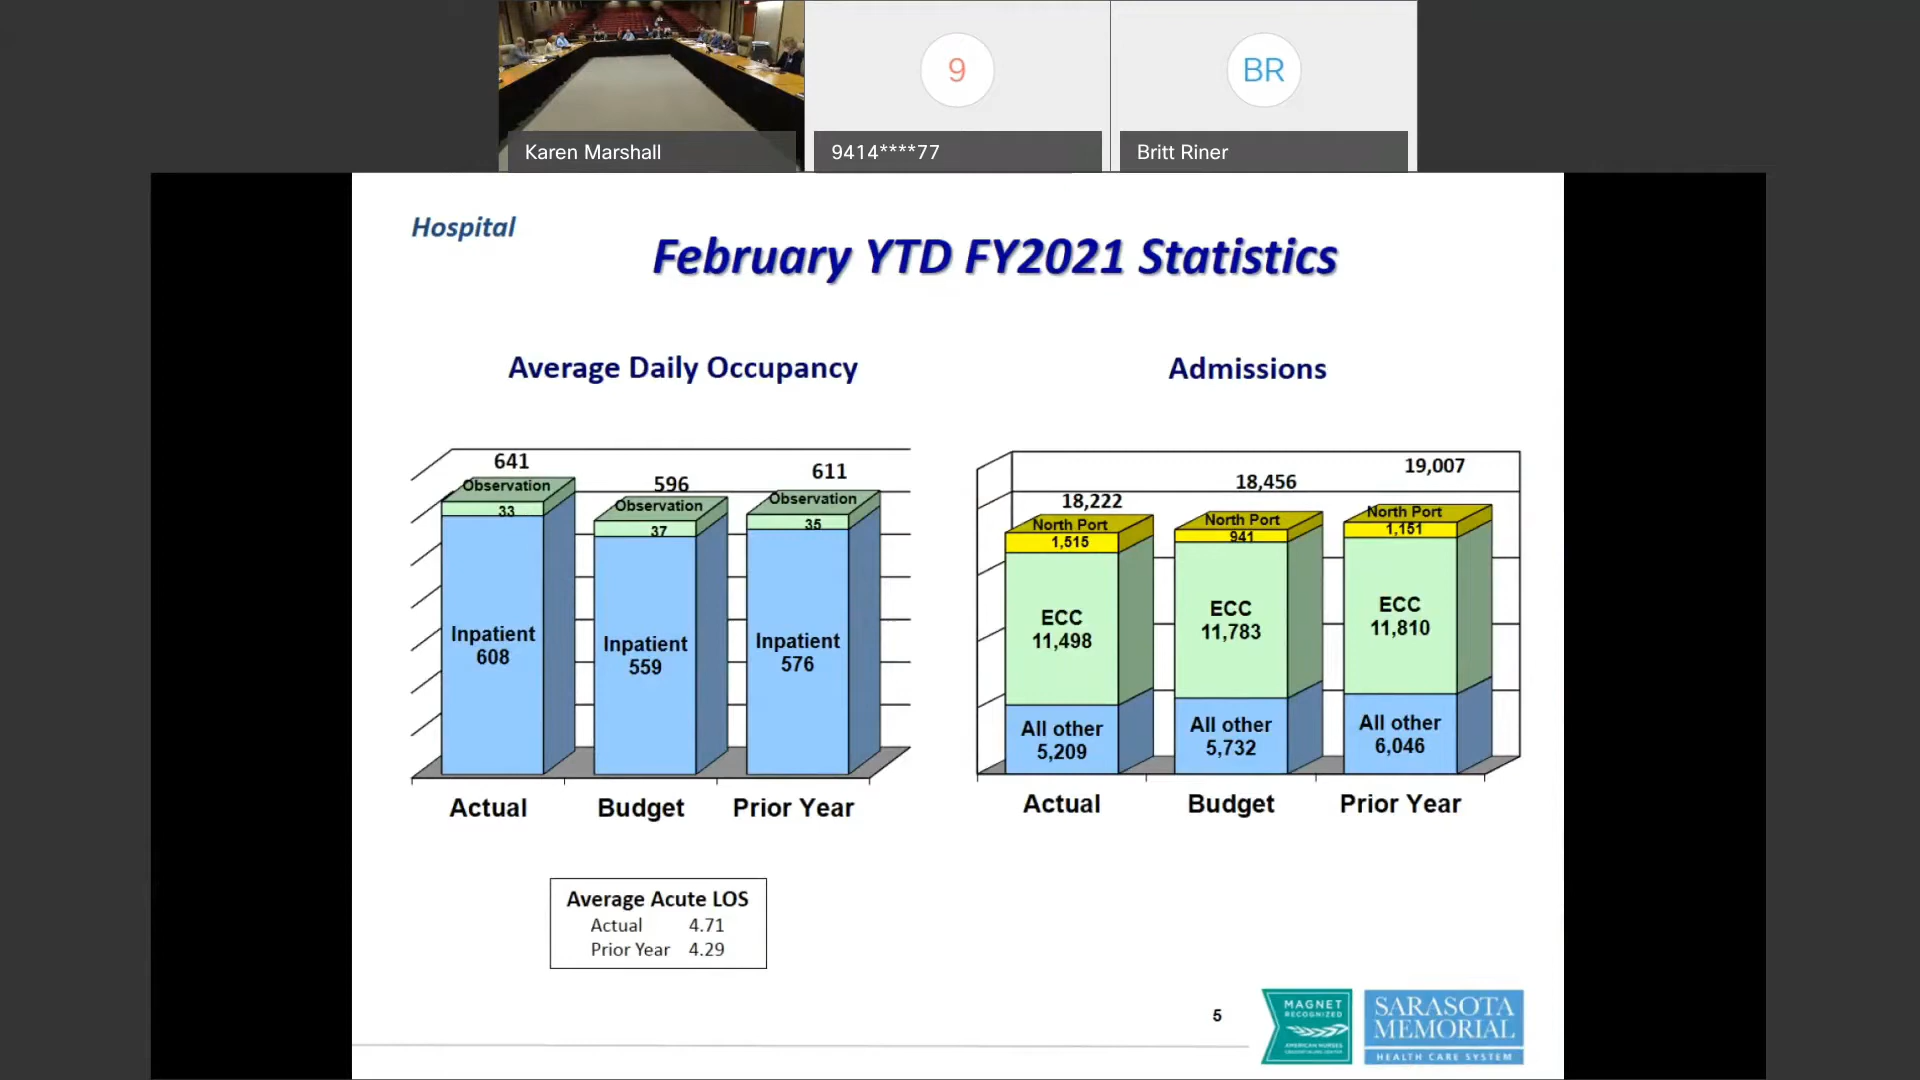 9
BR
Karen Marshall
9414****77
Britt Riner
Hospital
February YTD FY2021 Statistics
Average Daily Occupancy
641
Observation
33
Inpatient
608
596
Observation
37
Inpatient
559
611
Observation
35
Inpatient
576
Actual
Budget
Prior Year
Average Acute LOS
Actual 4.71
Prior Year 4.29
Admissions
18,222
North Port
1,515
ECC
11,498
All other
5,209
18,456
North Port
941
ECC
11,783
All other
5,732
19,007
North Port
1,151
ECC
11,810
All other
6,046
Actual
Budget
Prior Year
5
MAGNET
RECOGNIZED
AMERICAN NURSES
CREDENTIALING CENTER
SARASOTA
MEMORIAL
HEALTH CARE SYSTEM